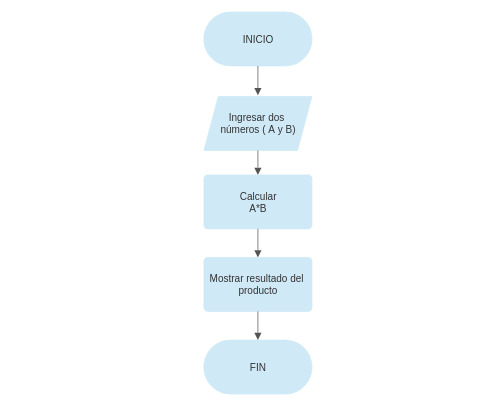 INICIO
Ingresar dos
números ( A y B)
Calcular
A*B
Mostrar resultado del
producto
FIN